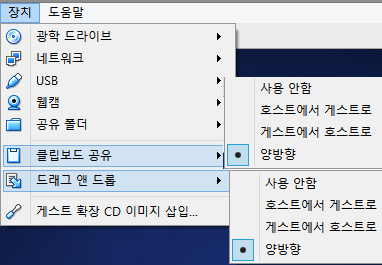 장치 도움말
광학 드라이브
네트워크
USB
웹캠
공유 폴더
클립보드 공유
사용 안함
호스트에서 게스트로
게스트에서 호스트로
양방향
드래그 앤 드롭
사용 안함
호스트에서 게스트로
게스트에서 호스트로
양방향
게스트 확장 CD 이미지 삽입...